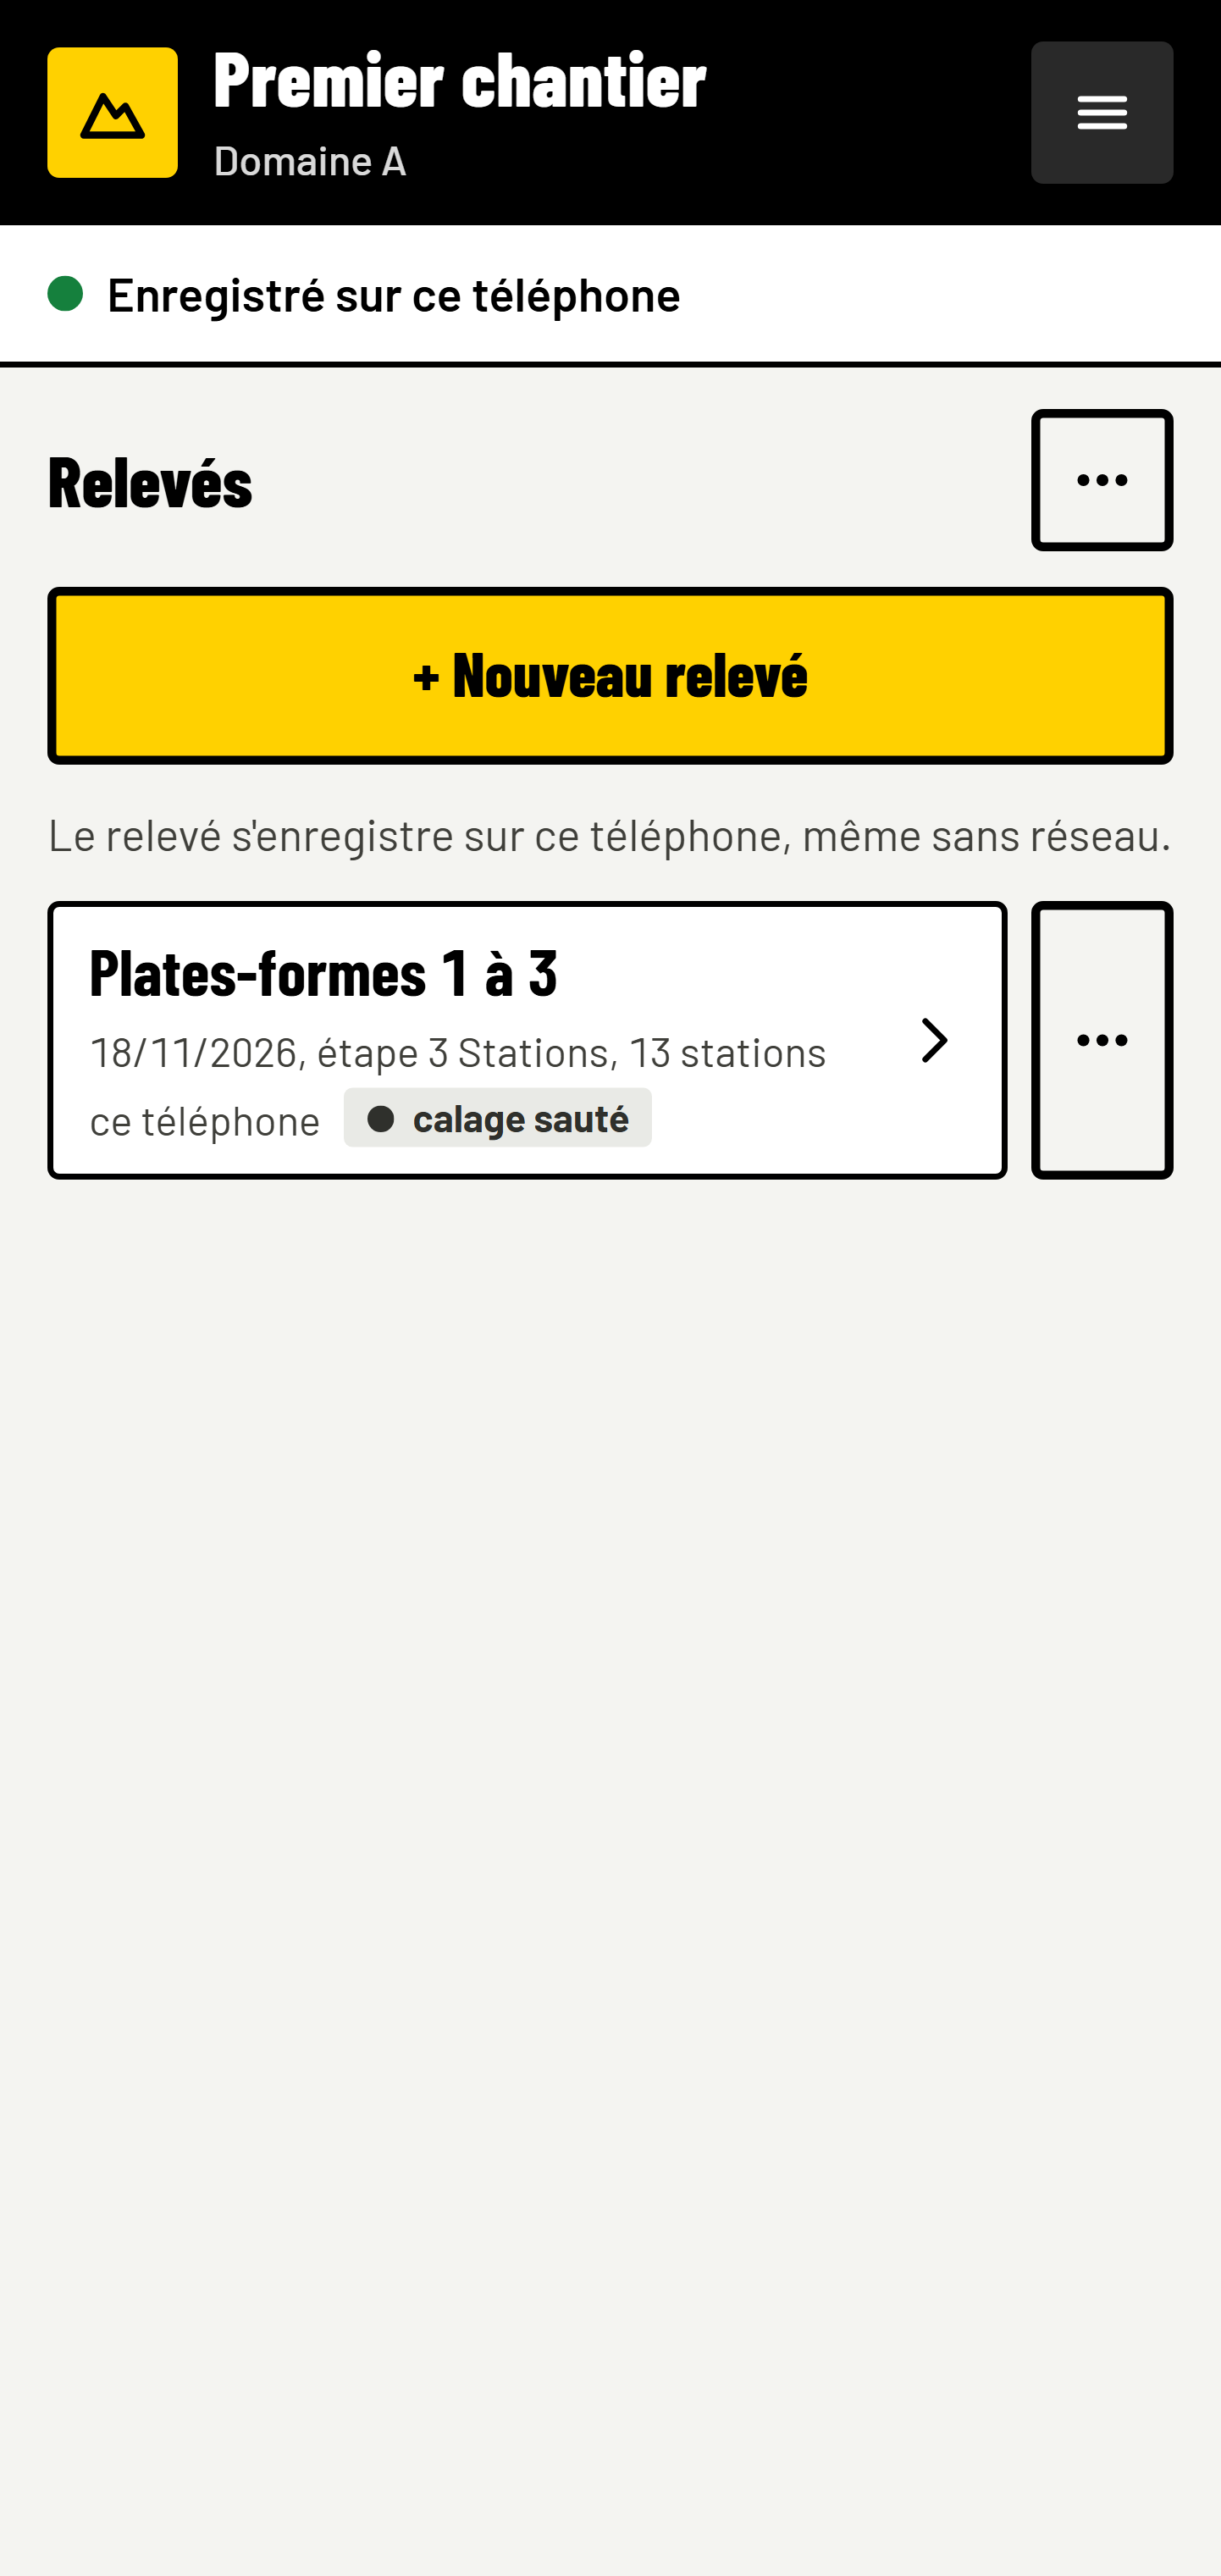 Premier chantier
Domaine A
Enregistré sur ce téléphone
Relevés
+ Nouveau relevé
Le relevé s'enregistre sur ce téléphone, même sans réseau.
Plates-formes 1 à 3
18/11/2026, étape 3 Stations, 13 stations
ce téléphone calage sauté